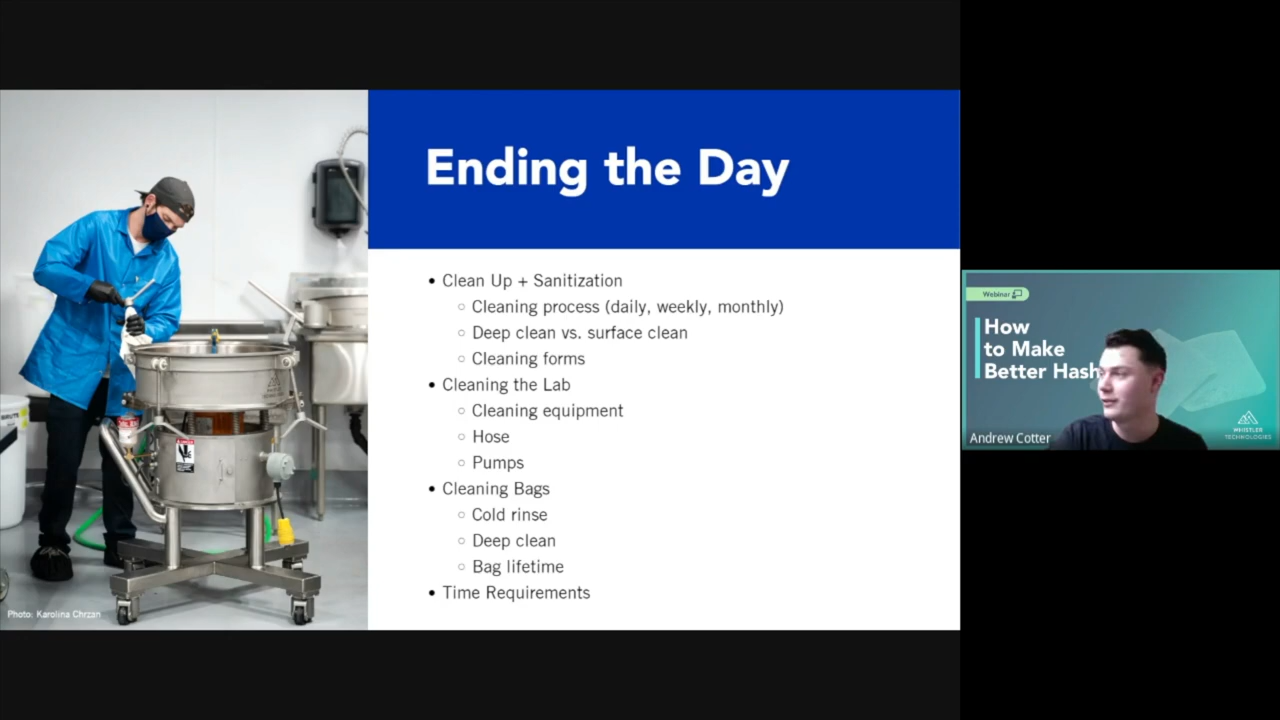 Ending the Day
• Clean Up + Sanitization
○ Cleaning process (daily, weekly, monthly)
○ Deep clean vs. surface clean
○ Cleaning forms
• Cleaning the Lab
○ Cleaning equipment
○ Hose
○ Pumps
• Cleaning Bags
○ Cold rinse
○ Deep clean
○ Bag lifetime
• Time Requirements
Photo: Karolina Chrzan
Webinar
How
to Make
Better Hash
WHISTLER
TECHNOLOGIES
Andrew Cotter